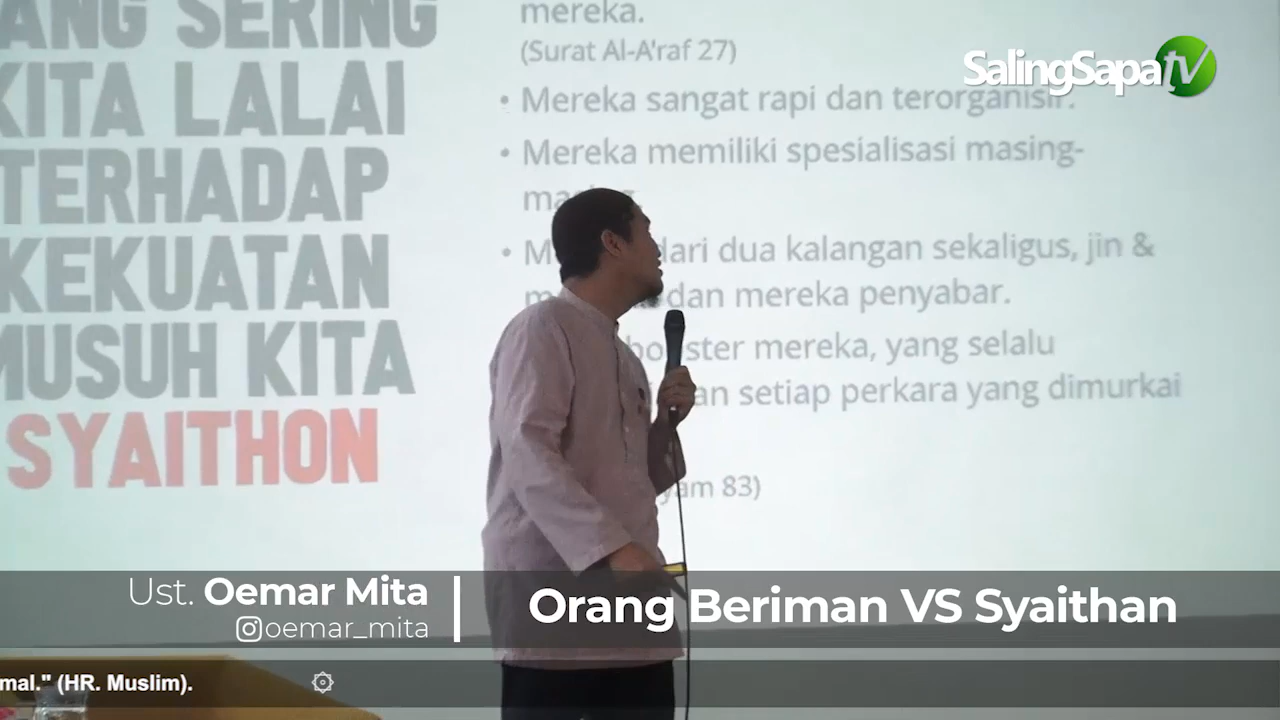 ANG SERING
KITA LALAI
TERHADAP
KEKUATAN
MUSUH KITA
SYAITHON
mereka.
(Surat Al-A'raf 27)
• Mereka sangat rapi dan terorganisir.
• Mereka memiliki spesialisasi masing-
masing.
• dari dua kalangan sekaligus, jin &
dan mereka penyabar.
mereka, yang selalu
setiap perkara yang dimurkai
83)
SalingSapa tv
Ust. Oemar Mita
oemar_mita
Orang Beriman VS Syaithan
mal." (HR. Muslim).